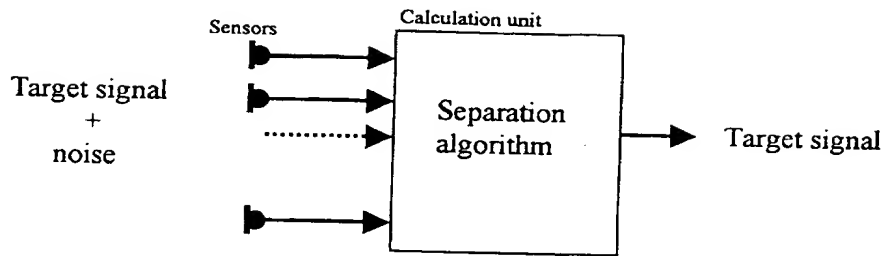 Calculation unit
Sensors
Target signal
+
noise
Separation
algorithm
Target signal